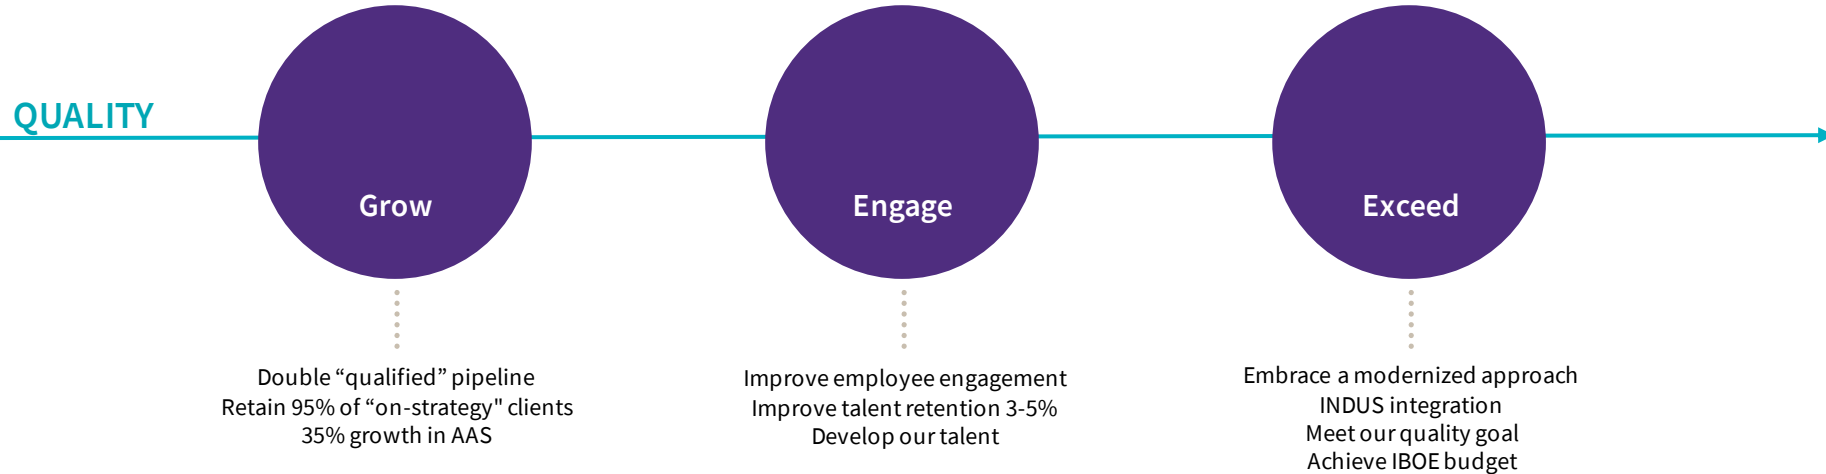 QUALITY
Grow
Engage
Exceed
Double “qualified” pipeline
Retain 95% of “on-strategy" clients
35% growth in AAS
Improve employee engagement
Improve talent retention 3-5%
Develop our talent
Embrace a modernized approach
INDUS integration
Meet our quality goal
Achieve IBOE budget